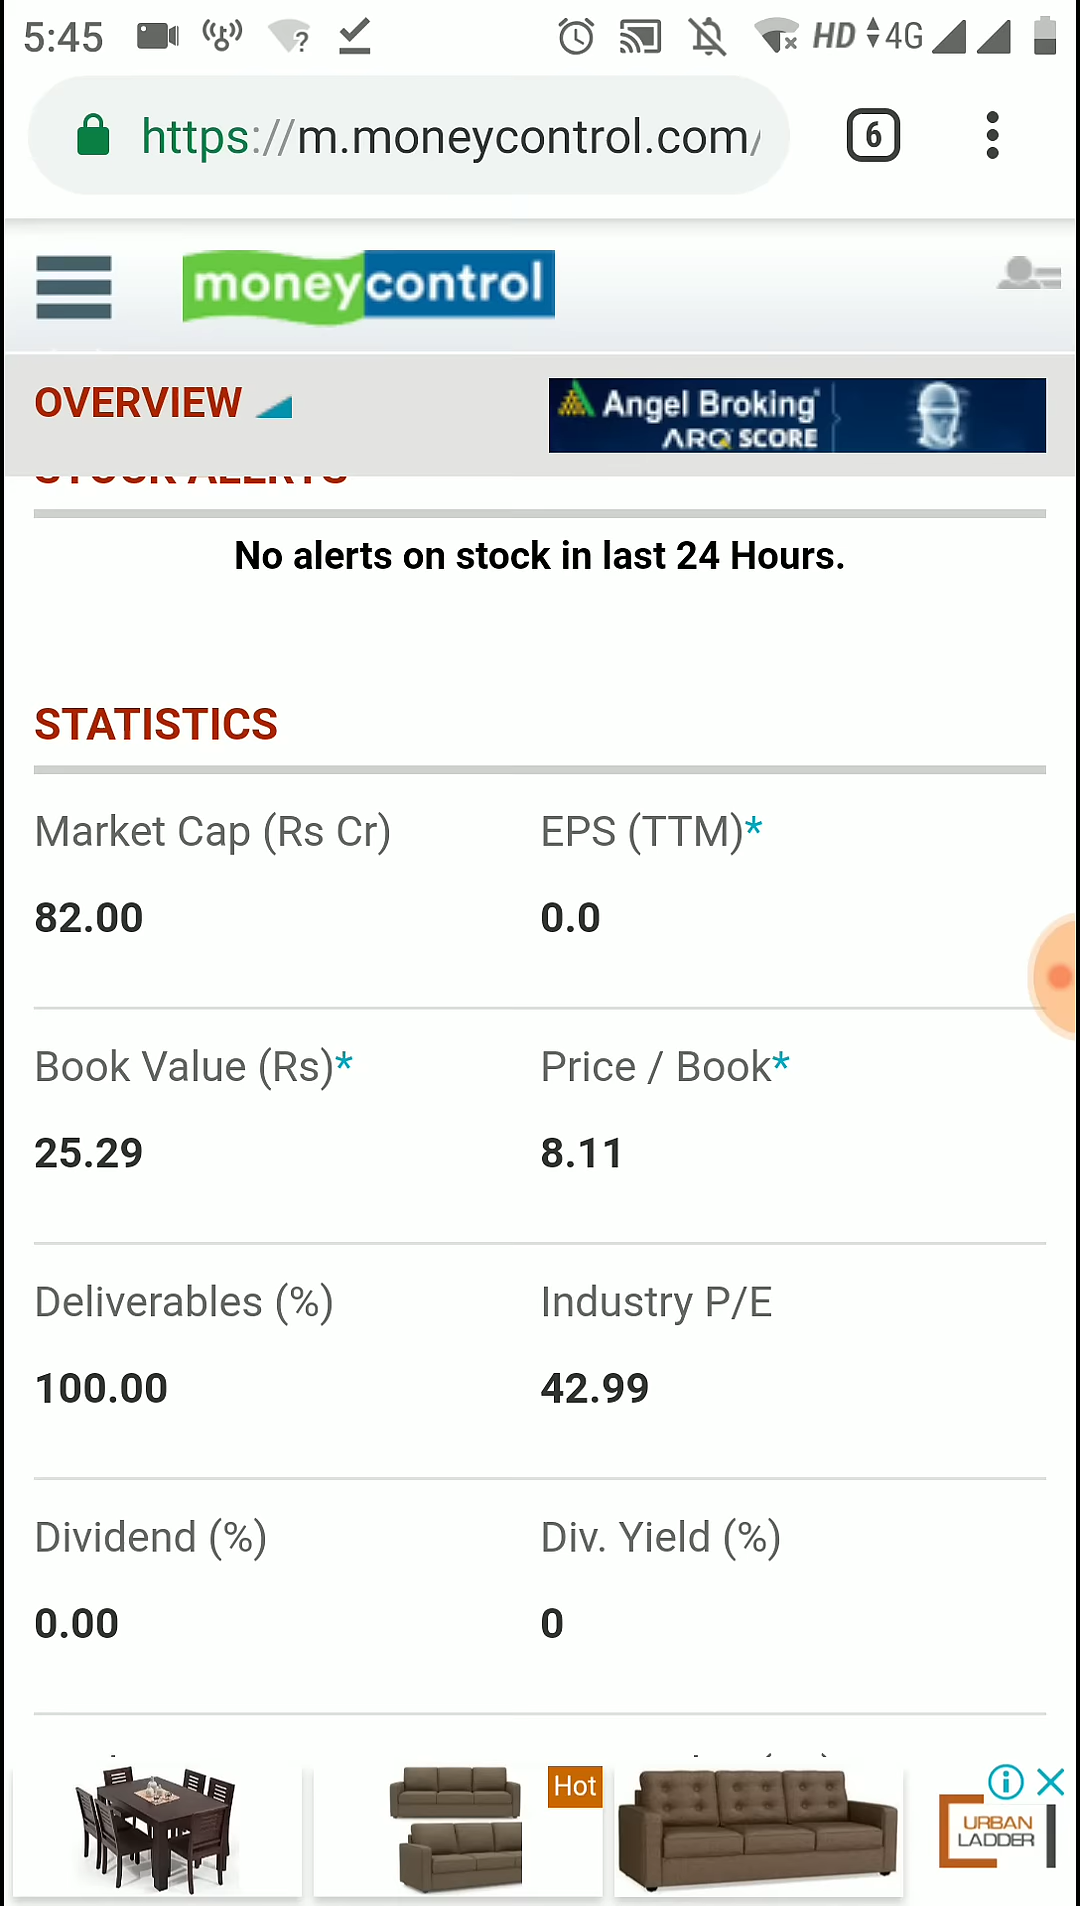 5:45 HD 4G
https://m.moneycontrol.com/ 6
moneycontrol
OVERVIEW
Angel Broking
ARQ SCORE
STOCK ALERTS
No alerts on stock in last 24 Hours.
STATISTICS
Market Cap (Rs Cr) EPS (TTM)*
82.00 0.0
Book Value (Rs)* Price / Book*
25.29 8.11
Deliverables (%) Industry P/E
100.00 42.99
Dividend (%) Div. Yield (%)
0.00 0
Hot
URBAN
LADDER